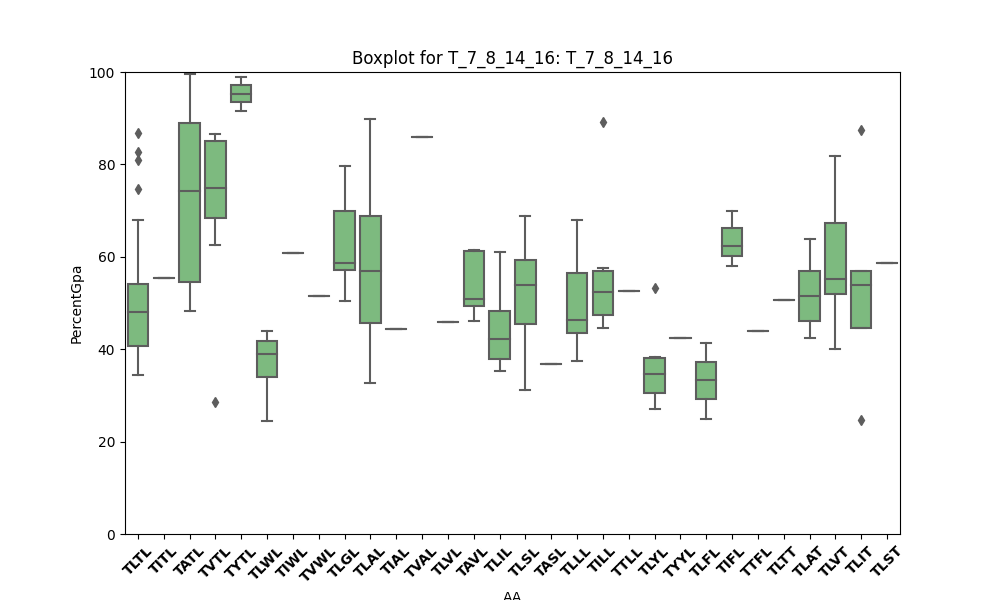 Boxplot for T_7_8_14_16: T_7_8_14_16
100
80
60
40
20
0
PercentGpa
TLTL TITL TATL TVTL TYTL TLWL TIWL TVWL TLGL TLAL TIAL TVAL TLVL TAVL TLIL TLSL TASL TLLL TILL TTLL TLYL TYYL TLFL TIFL TTFL TLTT TLAT TLVT TLIT TLST
AA